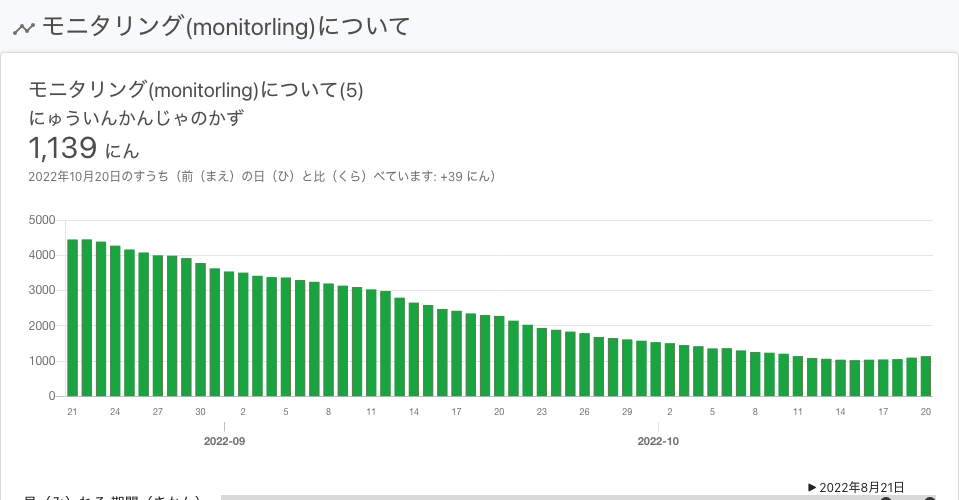 モニタリング(monitorling)について
モニタリング(monitorling)について(5)
にゅういんかんじゃのかず
1,139 にん
2022年10月20日のすうち（前（まえ）の日（ひ）と比（くら）べています: +39 にん）
5000
4000
3000
2000
1000
0
21 24 27 30 2 5 8 11 14 17 20 23 26 29 2 5 8 11 14 17 20
2022-09 2022-10
▶ 2022年8月21日